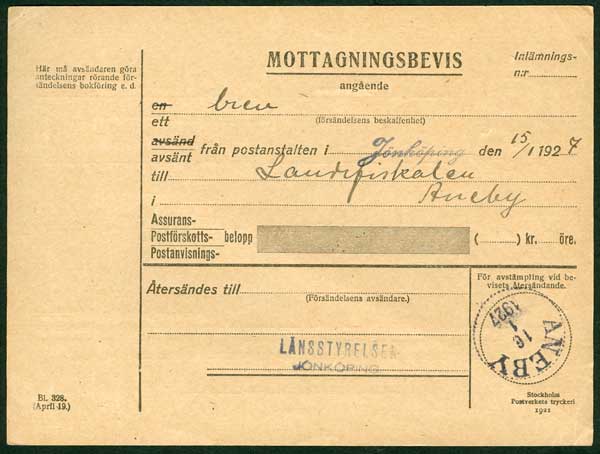 Här må avsändaren göra
anteckningar rörande för-
sändelsens bokföring e. d.
MOTTAGNINGSBEVIS
angående
Inlämnings-
n:r
en
ett
brev
(försändelsens beskaffenhet)
avsänd
avsänt från postanstalten i Jönköping den 15/1 1927
till Landsfiskalen
i Aneby
Assurans-
Postförskotts- belopp ( ) kr. öre.
Postanvisnings-
Återsändes till
(Försändelsens avsändare.)
För avstämpling vid be-
visets återsändande.
LÄNSSTYRELSEN
JÖNKÖPING
ANEBY
16
1
1927
Bl. 328.
(April 19.)
Stockholm
Postverkets tryckeri
1921